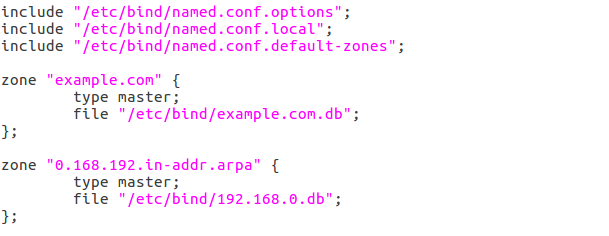 include "/etc/bind/named.conf.options";
include "/etc/bind/named.conf.local";
include "/etc/bind/named.conf.default-zones";
zone "example.com" {
        type master;
        file "/etc/bind/example.com.db";
};
zone "0.168.192.in-addr.arpa" {
        type master;
        file "/etc/bind/192.168.0.db";
};